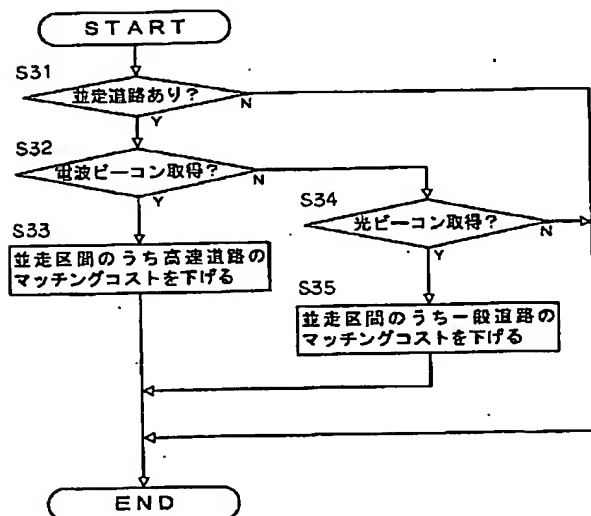 START
S31
並走道路あり?
N
Y
S32
電波ビーコン取得?
N
Y
S34
光ビーコン取得?
N
Y
S33
並走区間のうち高速道路の
マッチングコストを下げる
S35
並走区間のうち一般道路の
マッチングコストを下げる
END